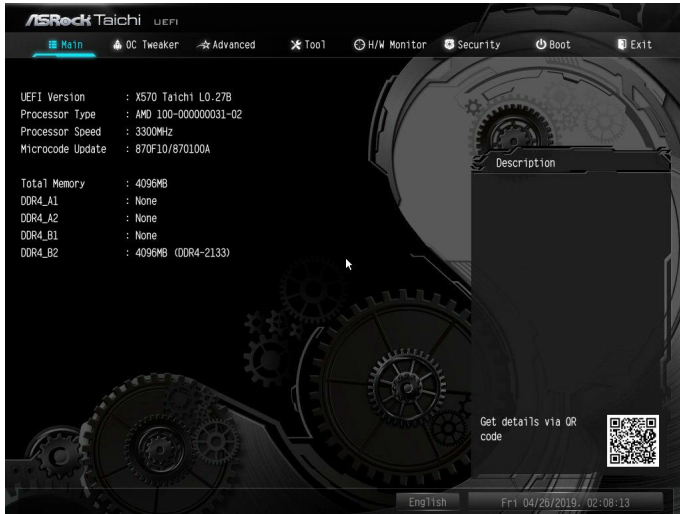 ASRock Taichi UEFI
Main OC Tweaker Advanced Tool H/W Monitor Security Boot Exit
UEFI Version : X570 Taichi L0.27B
Processor Type : AMD 100-000000031-02
Processor Speed : 3300MHz
Microcode Update : 870F10/870100A
Total Memory : 4096MB
DDR4_A1 : None
DDR4_A2 : None
DDR4_B1 : None
DDR4_B2 : 4096MB (DDR4-2133)
Description
Get details via QR
code
English Fri 04/26/2019, 02:08:13